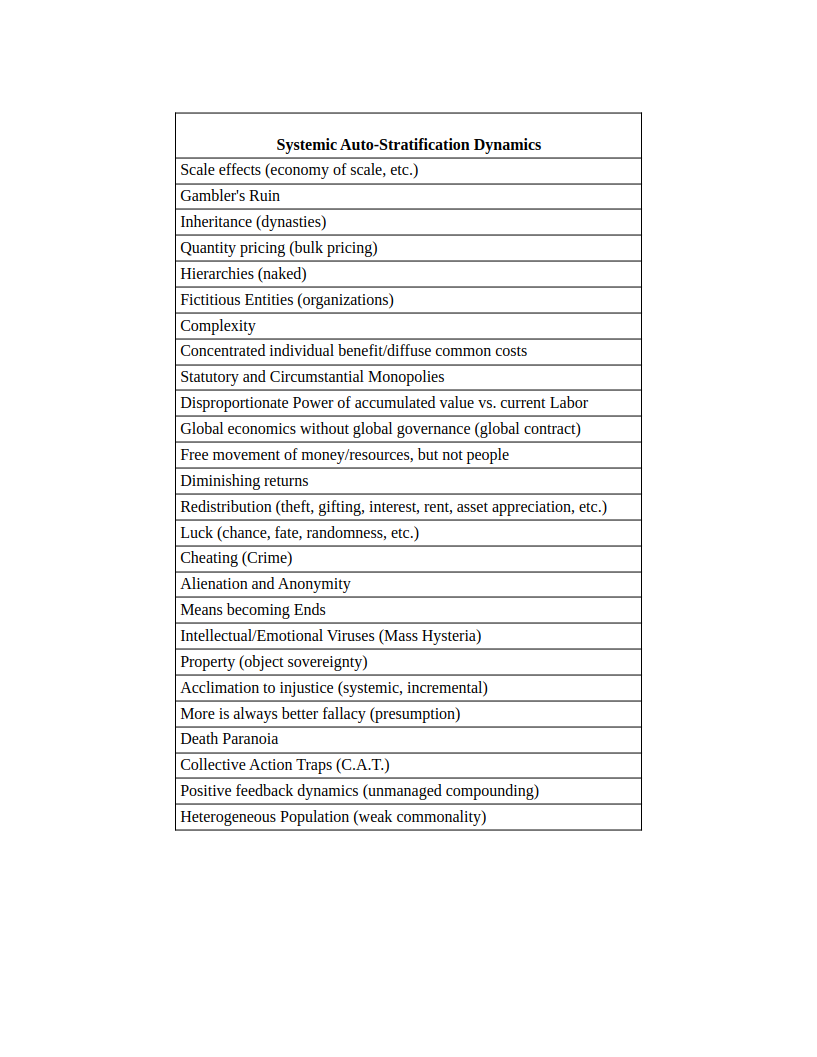 Systemic Auto-Stratification Dynamics
Scale effects (economy of scale, etc.)
Gambler's Ruin
Inheritance (dynasties)
Quantity pricing (bulk pricing)
Hierarchies (naked)
Fictitious Entities (organizations)
Complexity
Concentrated individual benefit/diffuse common costs
Statutory and Circumstantial Monopolies
Disproportionate Power of accumulated value vs. current Labor
Global economics without global governance (global contract)
Free movement of money/resources, but not people
Diminishing returns
Redistribution (theft, gifting, interest, rent, asset appreciation, etc.)
Luck (chance, fate, randomness, etc.)
Cheating (Crime)
Alienation and Anonymity
Means becoming Ends
Intellectual/Emotional Viruses (Mass Hysteria)
Property (object sovereignty)
Acclimation to injustice (systemic, incremental)
More is always better fallacy (presumption)
Death Paranoia
Collective Action Traps (C.A.T.)
Positive feedback dynamics (unmanaged compounding)
Heterogeneous Population (weak commonality)